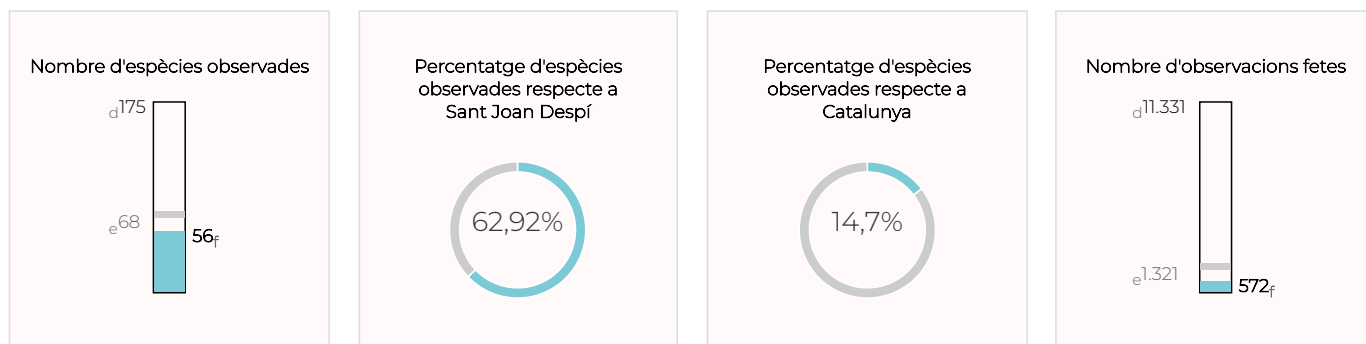 Nombre d'espècies observades
d175
e68
56f
Percentatge d'espècies
observades respecte a
Sant Joan Despí
62,92%
Percentatge d'espècies
observades respecte a
Catalunya
14,7%
Nombre d'observacions fetes
d11.331
e1.321
572f